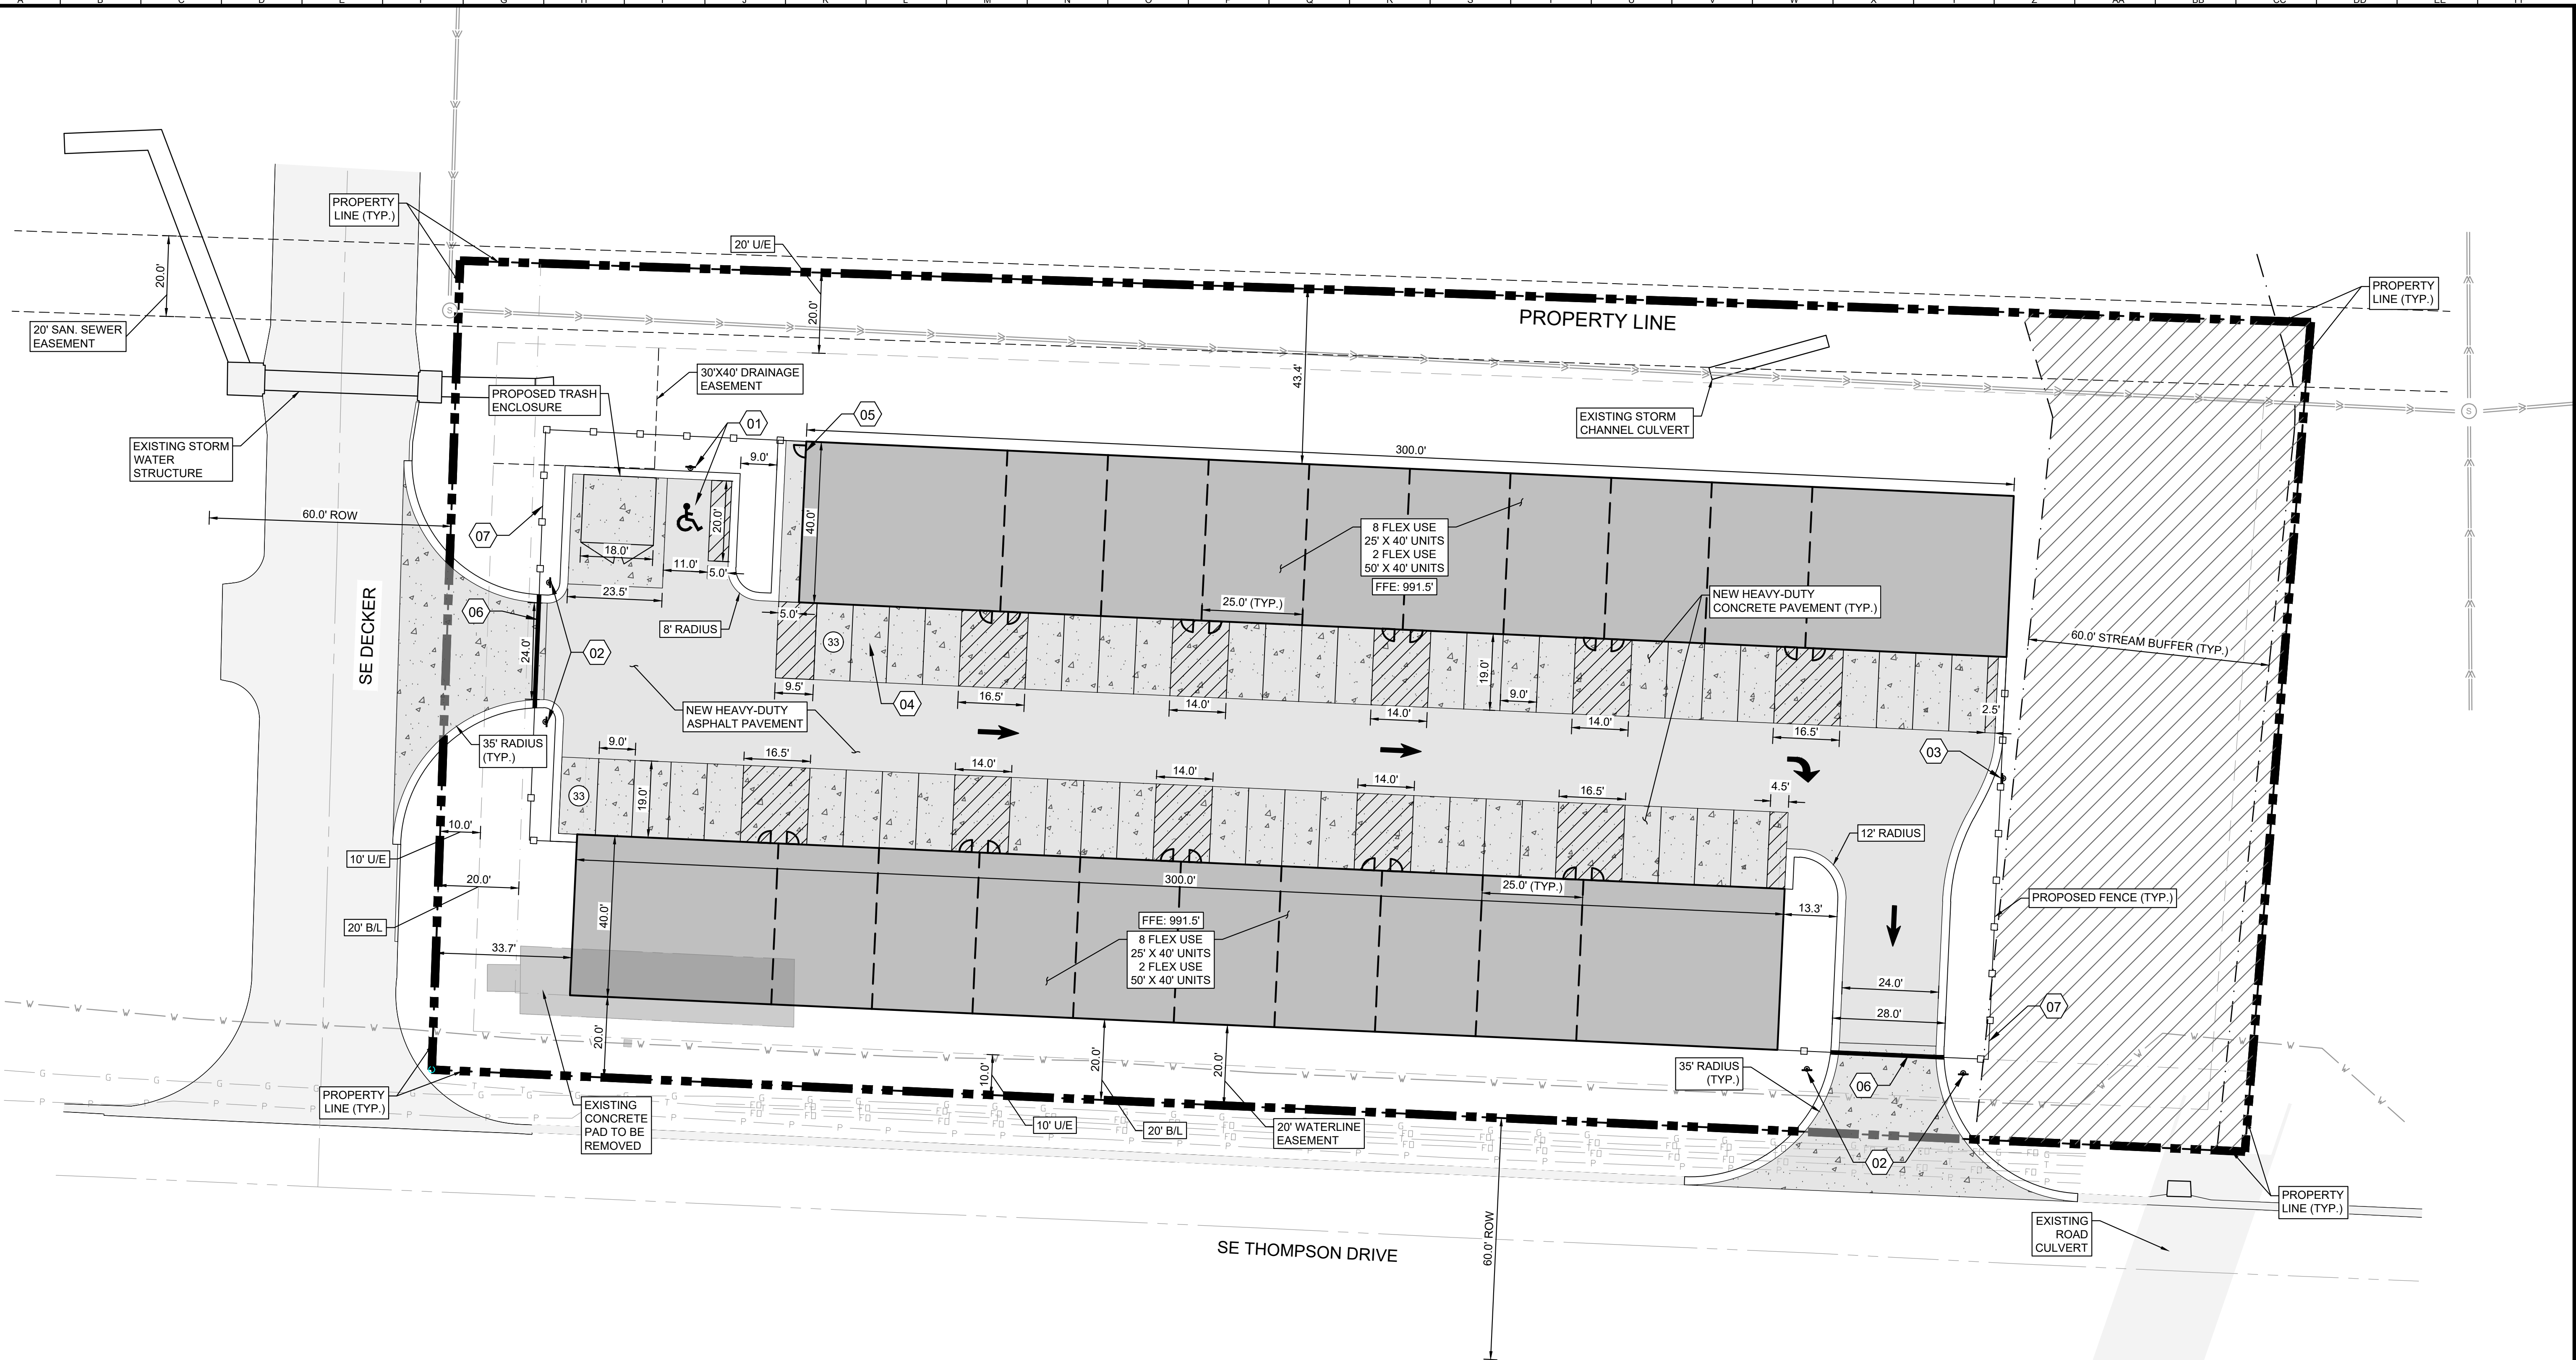 PROPERTY
LINE (TYP.)
20' U/E
20.0'
20' SAN. SEWER
EASEMENT
20.0'
PROPERTY LINE
PROPERTY
LINE (TYP.)
S
S
43.4'
30'X40' DRAINAGE
EASEMENT
PROPOSED TRASH
ENCLOSURE
EXISTING STORM
CHANNEL CULVERT
EXISTING STORM
WATER
STRUCTURE
01
05
9.0'
300.0'
60.0' ROW
07
20.0'
40.0'
18.0'
11.0'
5.0'
23.5'
8 FLEX USE
25' X 40' UNITS
2 FLEX USE
50' X 40' UNITS
FFE: 991.5'
NEW HEAVY-DUTY
CONCRETE PAVEMENT (TYP.)
SE DECKER
06
24.0'
02
8' RADIUS
5.0'
33
25.0' (TYP.)
60.0' STREAM BUFFER (TYP.)
9.5'
04
16.5'
14.0'
14.0'
19.0'
9.0'
14.0'
16.5'
2.5'
NEW HEAVY-DUTY
ASPHALT PAVEMENT
35' RADIUS
(TYP.)
03
9.0'
16.5'
14.0'
14.0'
14.0'
16.5'
4.5'
33
19.0'
10.0'
10' U/E
12' RADIUS
20.0'
300.0'
25.0' (TYP.)
13.3'
PROPOSED FENCE (TYP.)
20' B/L
40.0'
FFE: 991.5'
8 FLEX USE
25' X 40' UNITS
2 FLEX USE
50' X 40' UNITS
33.7'
24.0'
28.0'
07
20.0'
10.0'
20.0'
20.0'
35' RADIUS
(TYP.)
06
PROPERTY
LINE (TYP.)
EXISTING
CONCRETE
PAD TO BE
REMOVED
10' U/E
20' B/L
20' WATERLINE
EASEMENT
02
PROPERTY
LINE (TYP.)
EXISTING
ROAD
CULVERT
60.0' ROW
SE THOMPSON DRIVE